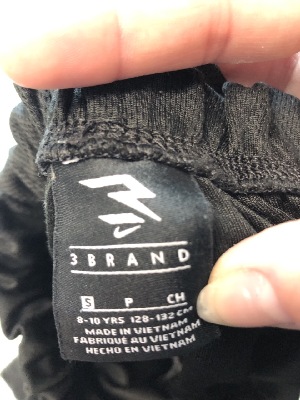 3BRAND
S P CH
8-10 YRS 128-132 CM
MADE IN VIETNAM
FABRIQUÉ AU VIETNAM
HECHO EN VIETNAM